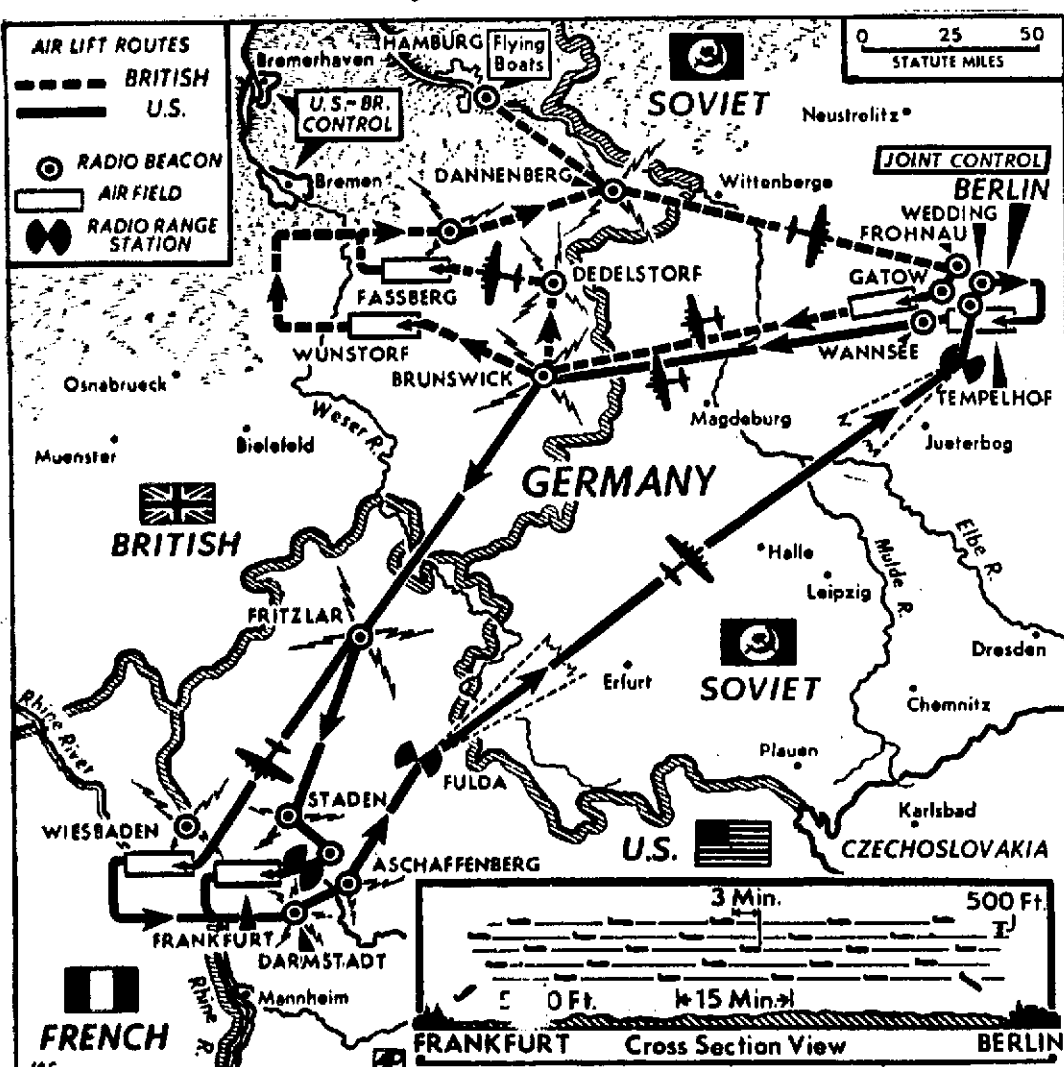 AIR LIFT ROUTES
BRITISH
U.S.
RADIO BEACON
AIR FIELD
RADIO RANGE
STATION
HAMBURG
Flying
Boats
Bremerhaven
U.S.-BR.
CONTROL
Bremen
SOVIET
0 25 50
STATUTE MILES
Neustrolitz
JOINT CONTROL
BERLIN
WEDDING
FROHNAU
DANNENBERG
Wittenberge
GATOW
DEDELSTORF
FASSBERG
WUNSTORF
BRUNSWICK
WANNSEE
TEMPELHOF
Osnabrueck
Weser R.
Magdeburg
Jueterbog
Muenster
Bielefeld
GERMANY
BRITISH
Halle
Leipzig
Mulde R.
Elbe R.
FRITZLAR
Dresden
Erfurt
SOVIET
Chemnitz
Rhine River
Plauen
FULDA
STADEN
WIESBADEN
Karlsbad
U.S.
CZECHOSLOVAKIA
ASCHAFFENBERG
FRANKFURT
DARMSTADT
Mannheim
Rhine R.
FRENCH
3 Min.
500 Ft.
15 Min.
FRANKFURT Cross Section View BERLIN